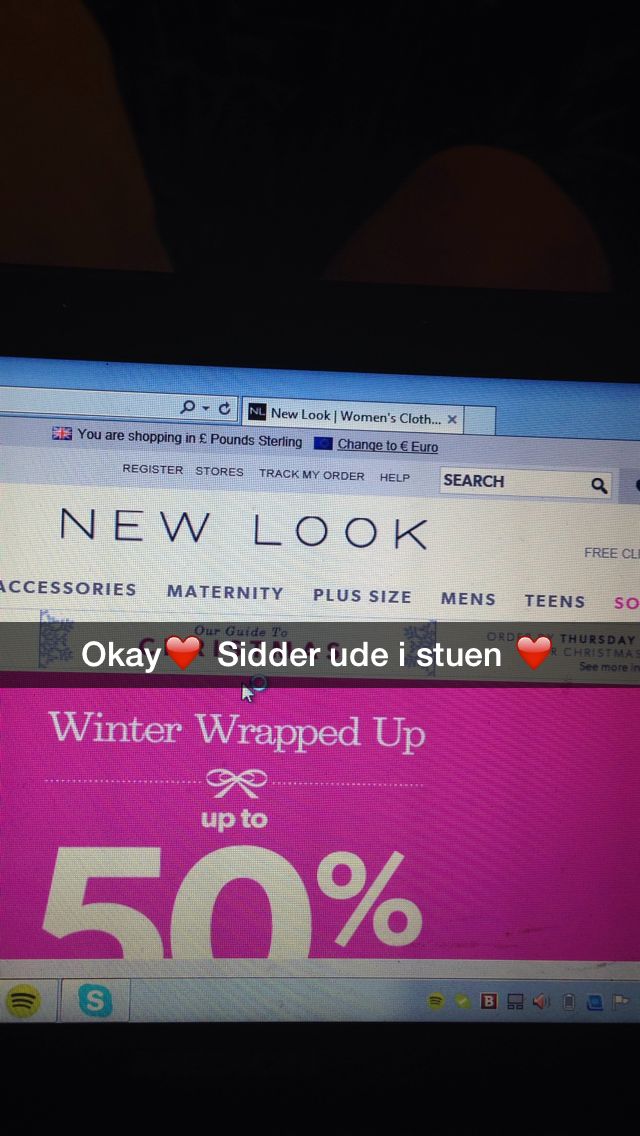 NL New Look | Women's Cloth... ×
You are shopping in £ Pounds Sterling Change to € Euro
REGISTER STORES TRACK MY ORDER HELP
SEARCH
NEW LOOK
FREE
ACCESSORIES MATERNITY PLUS SIZE MENS TEENS SO
Our Guide To
THURSDAY
CHRISTMAS
See more in
Okay❤️ Sidder ude i stuen ❤️
Winter Wrapped Up
up to
50%
S
B